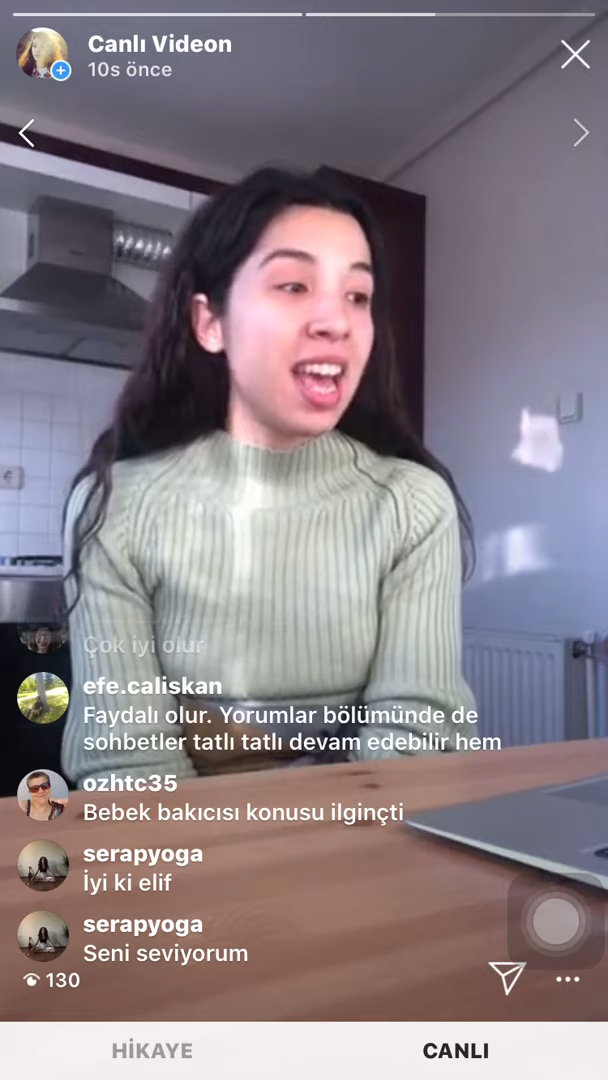 Canlı Videon
10s önce
Çok iyi olur
efe.caliskan
Faydalı olur. Yorumlar bölümünde de
sohbetler tatlı tatlı devam edebilir hem
ozhtc35
Bebek bakıcısı konusu ilginçti
serapyoga
İyi ki elif
serapyoga
Seni seviyorum
130
HİKAYE
CANLI